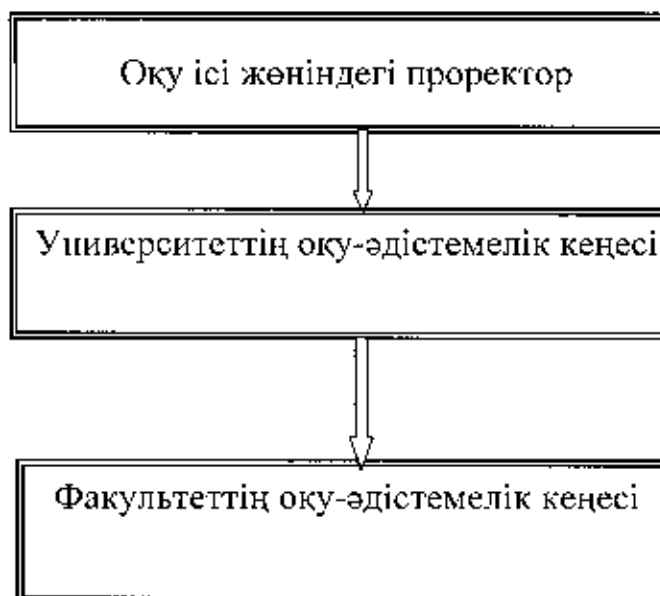 Оқу ісі жөніндегі проректор
Университеттің оқу-әдістемелік кеңесі
Факультеттің оқу-әдістемелік кеңесі